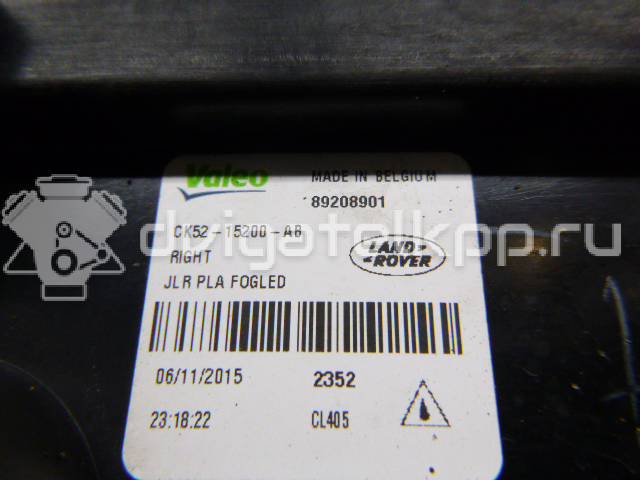 Valeo
MADE IN BELGIUM
89208901
CK52-15200-AB
RIGHT
LAND ROVER
JLR PLA FOGLED
06/11/2015
2352
23:18:22
CL405
dvigatelkpp.ru